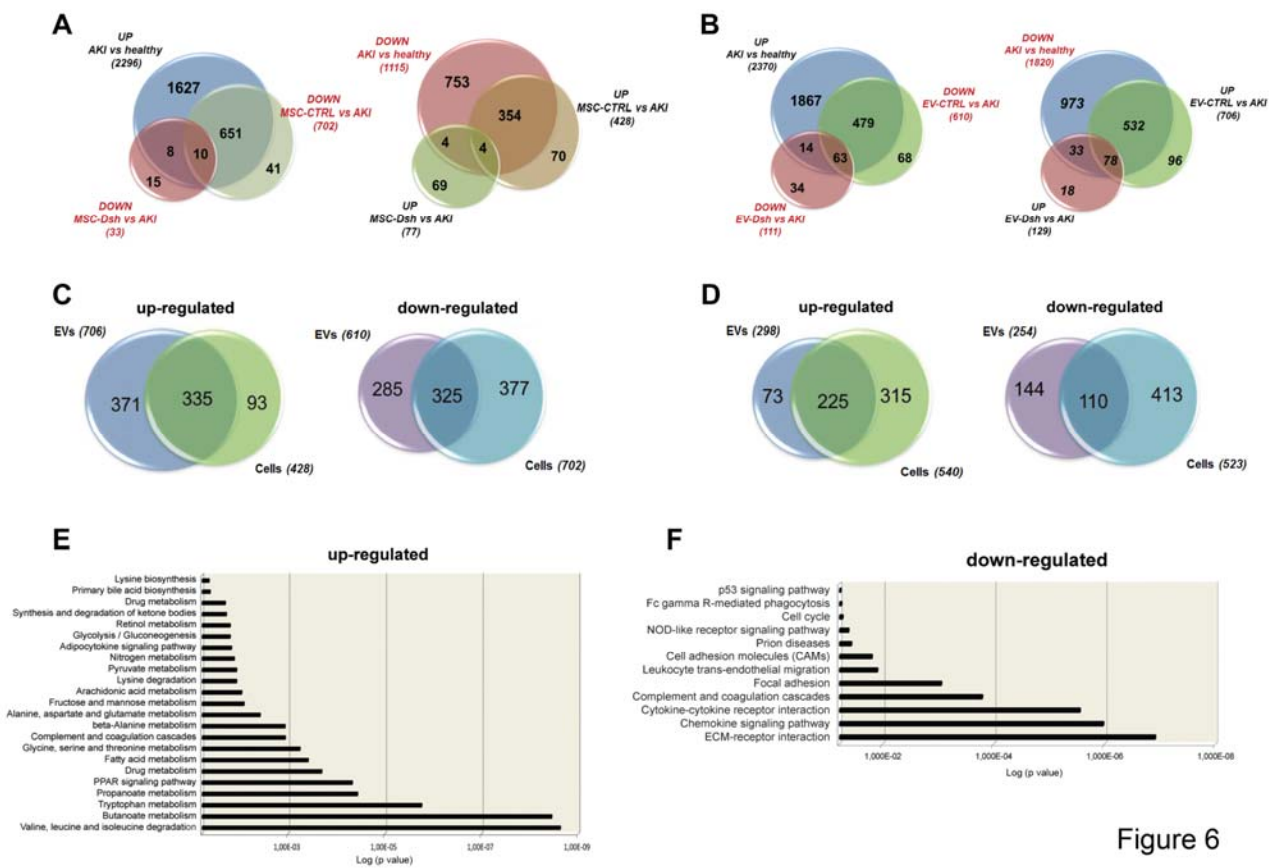 A
UP
AKI vs healthy
(2296)
1627
651
8
10
15
41
DOWN
MSC-CTRL vs AKI
(702)
DOWN
MSC-Dsh vs AKI
(33)
DOWN
AKI vs healthy
(1115)
753
354
4
4
70
69
UP
MSC-CTRL vs AKI
(428)
UP
MSC-Dsh vs AKI
(77)
B
UP
AKI vs healthy
(2370)
1867
479
14
63
68
34
DOWN
EV-CTRL vs AKI
(610)
DOWN
EV-Dsh vs AKI
(111)
DOWN
AKI vs healthy
(1820)
973
532
33
78
96
18
UP
EV-CTRL vs AKI
(706)
UP
EV-Dsh vs AKI
(129)
C
up-regulated
EVs (706)
371
335
93
Cells (428)
down-regulated
EVs (610)
285
325
377
Cells (702)
D
up-regulated
EVs (298)
73
225
315
Cells (540)
down-regulated
EVs (254)
144
110
413
Cells (523)
E
up-regulated
Lysine biosynthesis
Primary bile acid biosynthesis
Drug metabolism
Synthesis and degradation of ketone bodies
Retinol metabolism
Glycolysis / Gluconeogenesis
Adipocytokine signaling pathway
Nitrogen metabolism
Pyruvate metabolism
Lysine degradation
Arachidonic acid metabolism
Fructose and mannose metabolism
Alanine, aspartate and glutamate metabolism
beta-Alanine metabolism
Complement and coagulation cascades
Glycine, serine and threonine metabolism
Fatty acid metabolism
Drug metabolism
PPAR signaling pathway
Propanoate metabolism
Tryptophan metabolism
Butanoate metabolism
Valine, leucine and isoleucine degradation
1,00E-03 1,00E-05 1,00E-07 1,00E-09
Log (p value)
F
down-regulated
p53 signaling pathway
Fc gamma R-mediated phagocytosis
Cell cycle
NOD-like receptor signaling pathway
Prion diseases
Cell adhesion molecules (CAMs)
Leukocyte trans-endothelial migration
Focal adhesion
Complement and coagulation cascades
Cytokine-cytokine receptor interaction
Chemokine signaling pathway
ECM-receptor interaction
1,000E-02 1,000E-04 1,000E-06 1,000E-08
Log (p value)
Figure 6